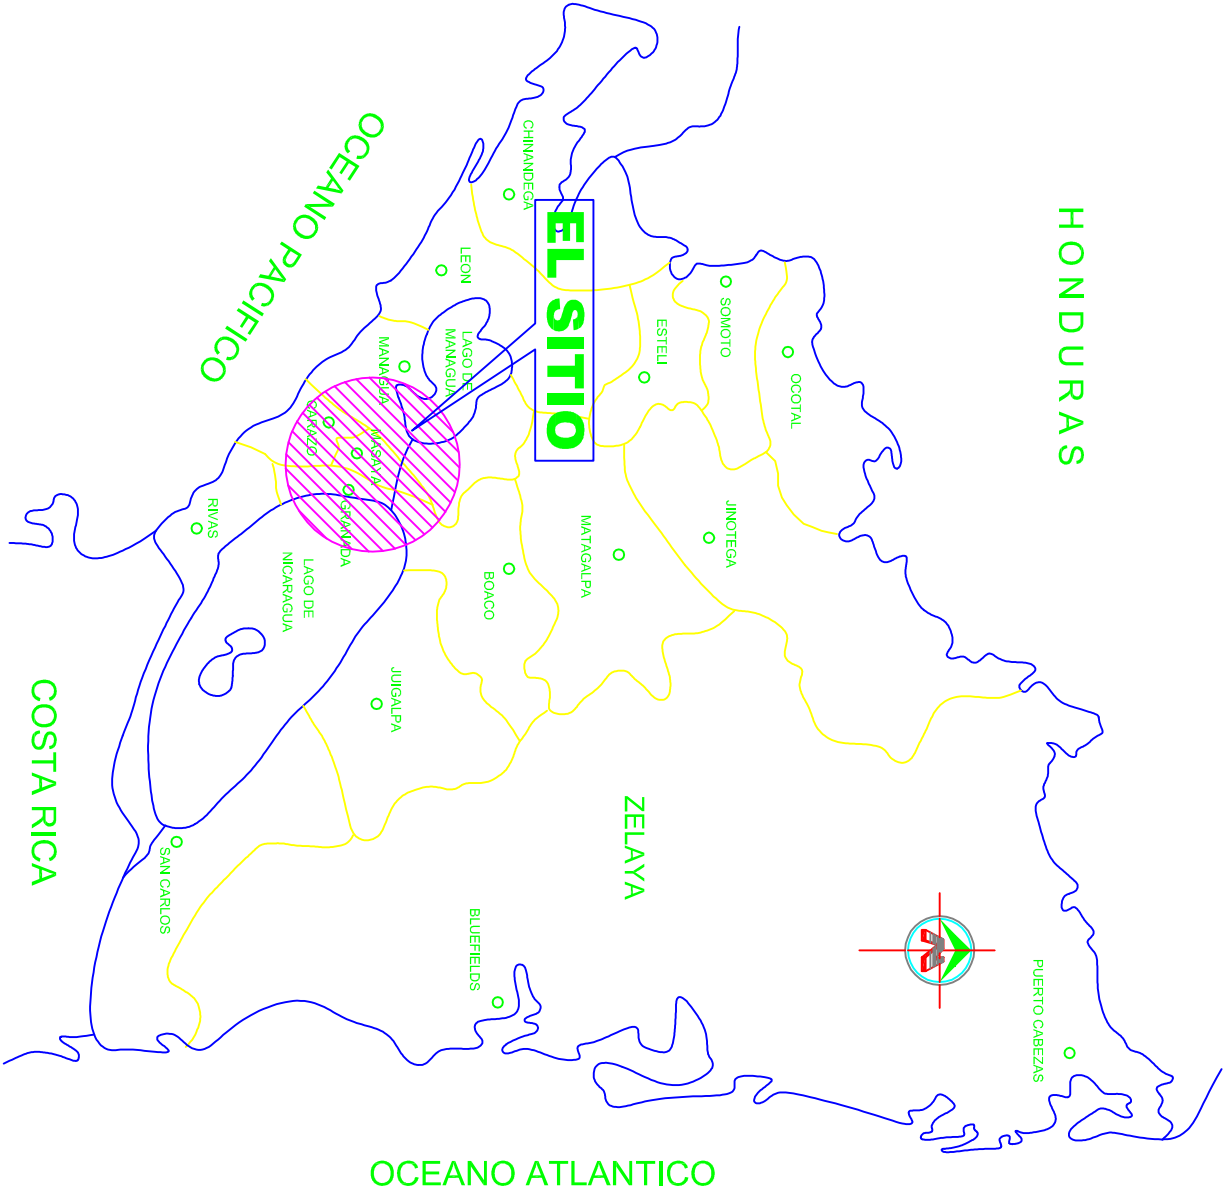 HONDURAS
OCOTAL
SOMOTO
ESTELI
JINOTEGA
PUERTO CABEZAS
EL SITIO
CHINANDEGA
MATAGALPA
ZELAYA
LEON
LAGO DE
MANAGUA
MANAGUA
BOACO
BLUEFIELDS
MASAYA
CARAZO
GRANADA
JUIGALPA
OCEANO PACIFICO
RIVAS
LAGO DE
NICARAGUA
SAN CARLOS
COSTA RICA
OCEANO ATLANTICO